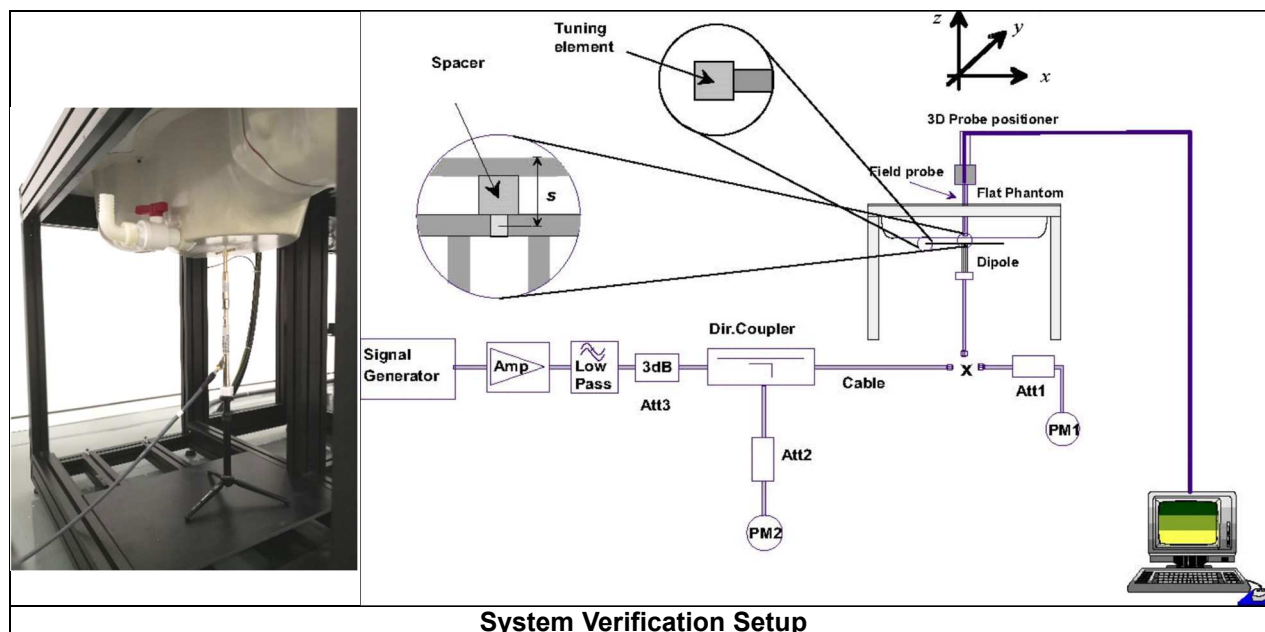 Tuning
element
Spacer
s
z
y
x
3D Probe positioner
Field probe
Flat Phantom
Dipole
Signal
Generator
Amp
Low
Pass
3dB
Att3
Dir.Coupler
Cable
x
Att1
PM1
Att2
PM2
System Verification Setup